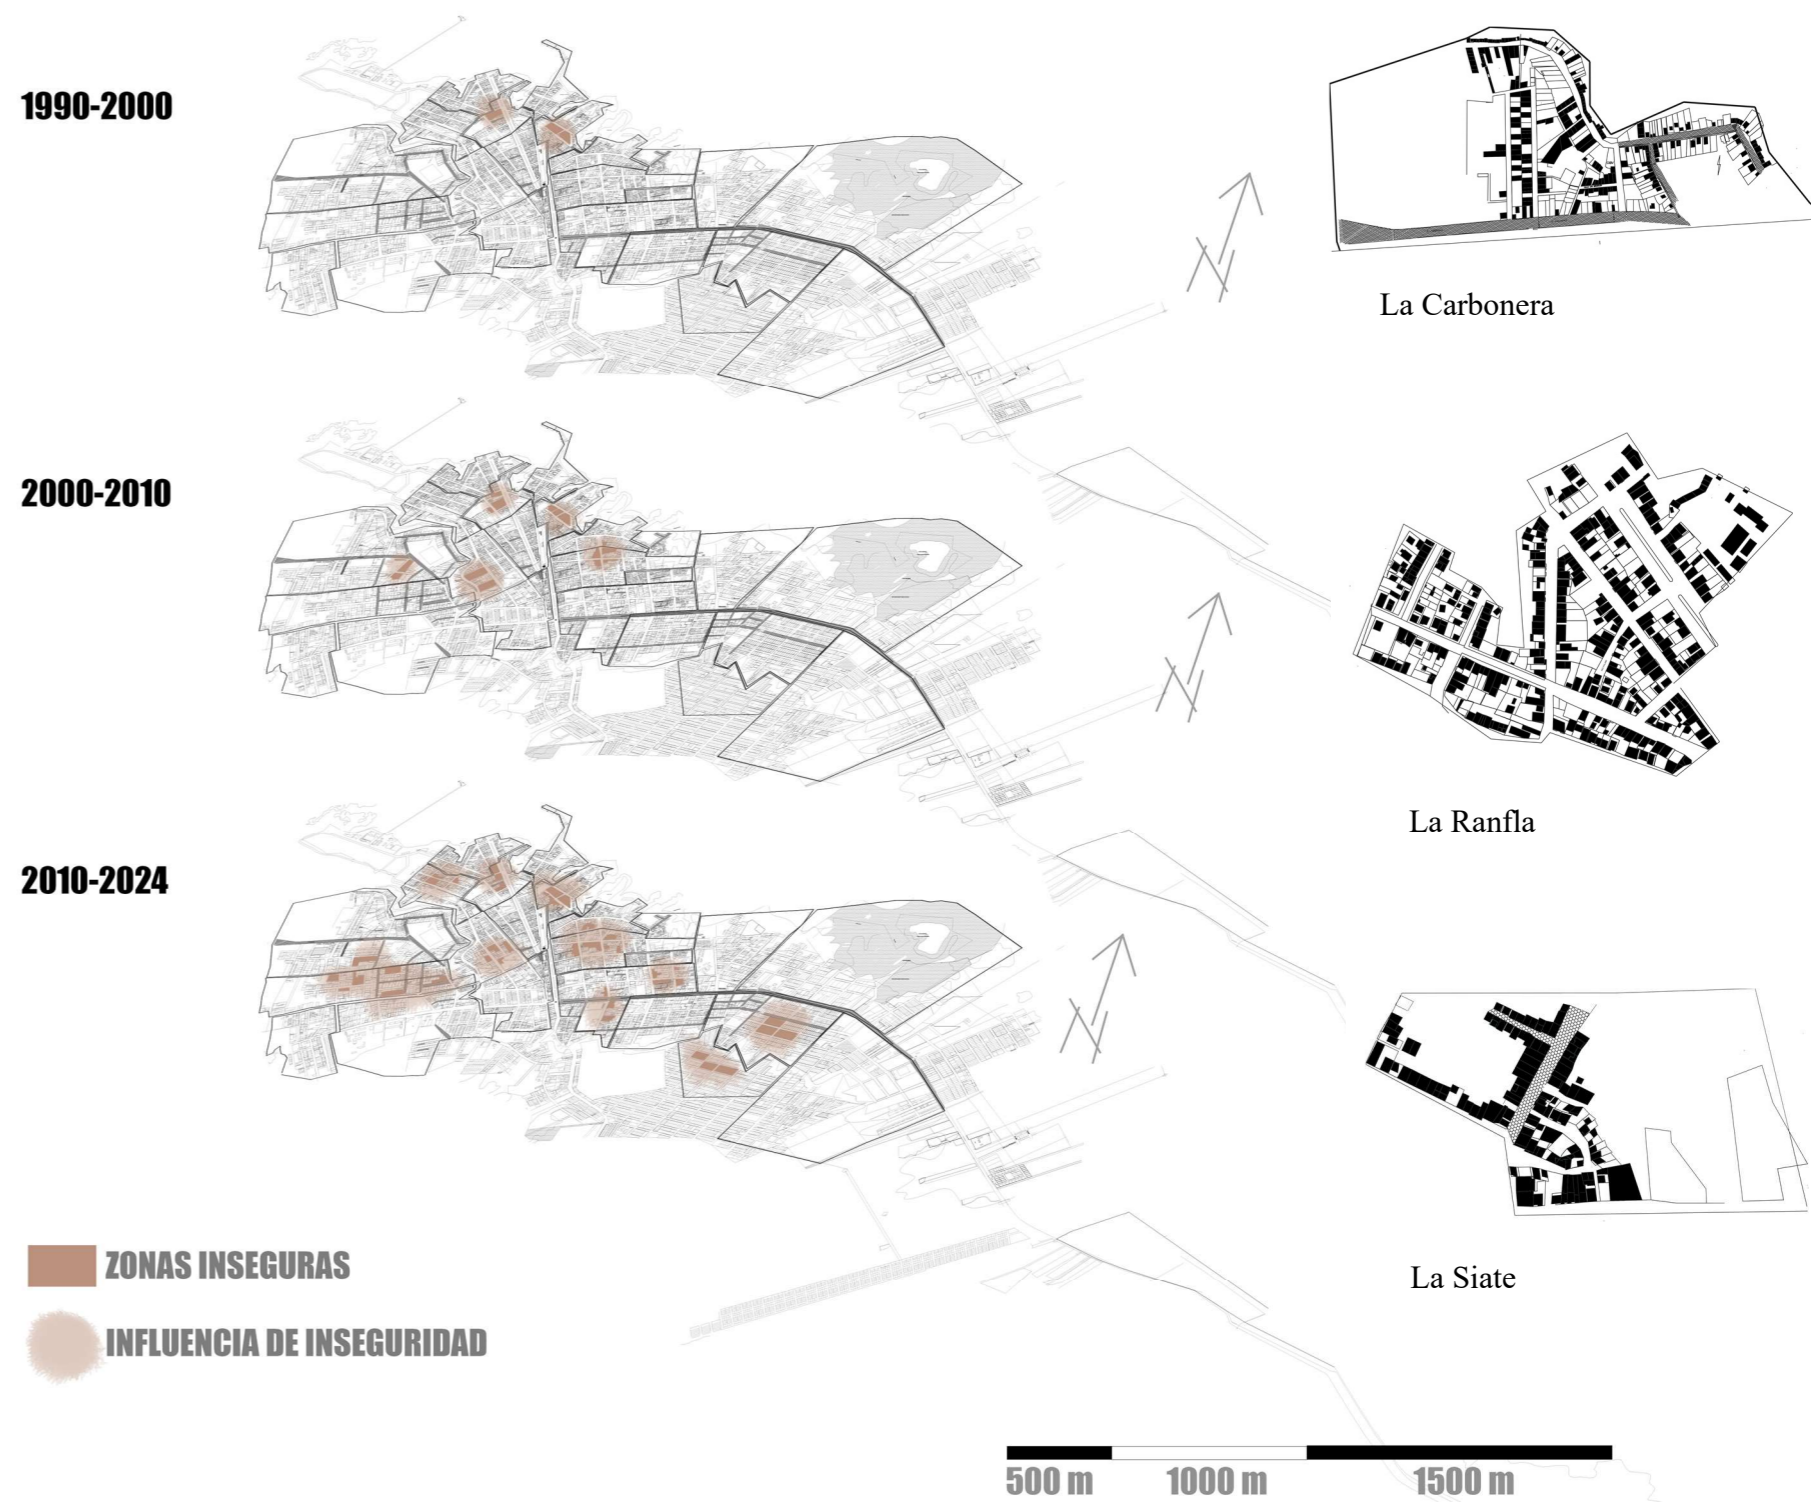 1990-2000
La Carbonera
2000-2010
La Ranfla
2010-2024
ZONAS INSEGURAS
La Siate
INFLUENCIA DE INSEGURIDAD
500 m 1000 m 1500 m